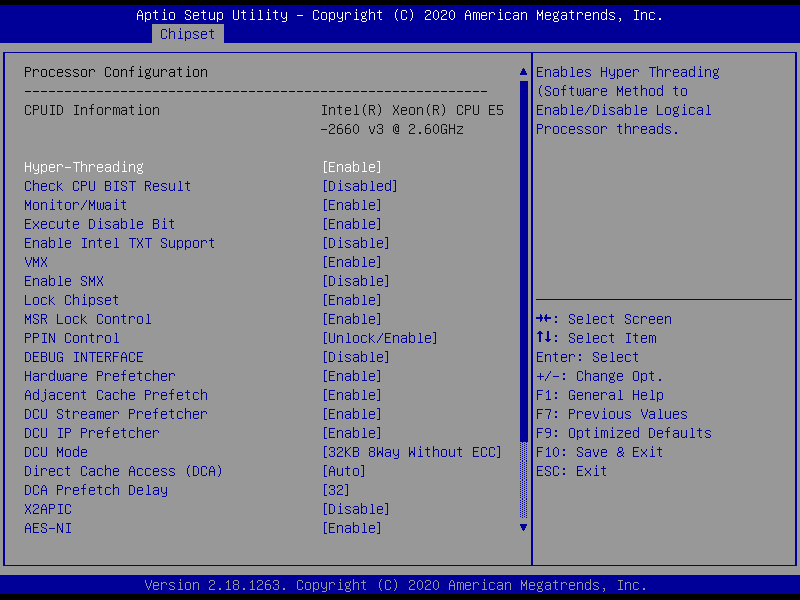 Aptio Setup Utility – Copyright (C) 2020 American Megatrends, Inc.
Chipset
Processor Configuration
----------------------------------------------------------
CPUID Information Intel(R) Xeon(R) CPU E5
-2660 v3 @ 2.60GHz
Hyper-Threading [Enable]
Check CPU BIST Result [Disabled]
Monitor/Mwait [Enable]
Execute Disable Bit [Enable]
Enable Intel TXT Support [Disable]
VMX [Enable]
Enable SMX [Disable]
Lock Chipset [Enable]
MSR Lock Control [Enable]
PPIN Control [Unlock/Enable]
DEBUG INTERFACE [Disable]
Hardware Prefetcher [Enable]
Adjacent Cache Prefetch [Enable]
DCU Streamer Prefetcher [Enable]
DCU IP Prefetcher [Enable]
DCU Mode [32KB 8Way Without ECC]
Direct Cache Access (DCA) [Auto]
DCA Prefetch Delay [32]
X2APIC [Disable]
AES-NI [Enable]
Enables Hyper Threading
(Software Method to
Enable/Disable Logical
Processor threads.
→←: Select Screen
↑↓: Select Item
Enter: Select
+/-: Change Opt.
F1: General Help
F7: Previous Values
F9: Optimized Defaults
F10: Save & Exit
ESC: Exit
Version 2.18.1263. Copyright (C) 2020 American Megatrends, Inc.